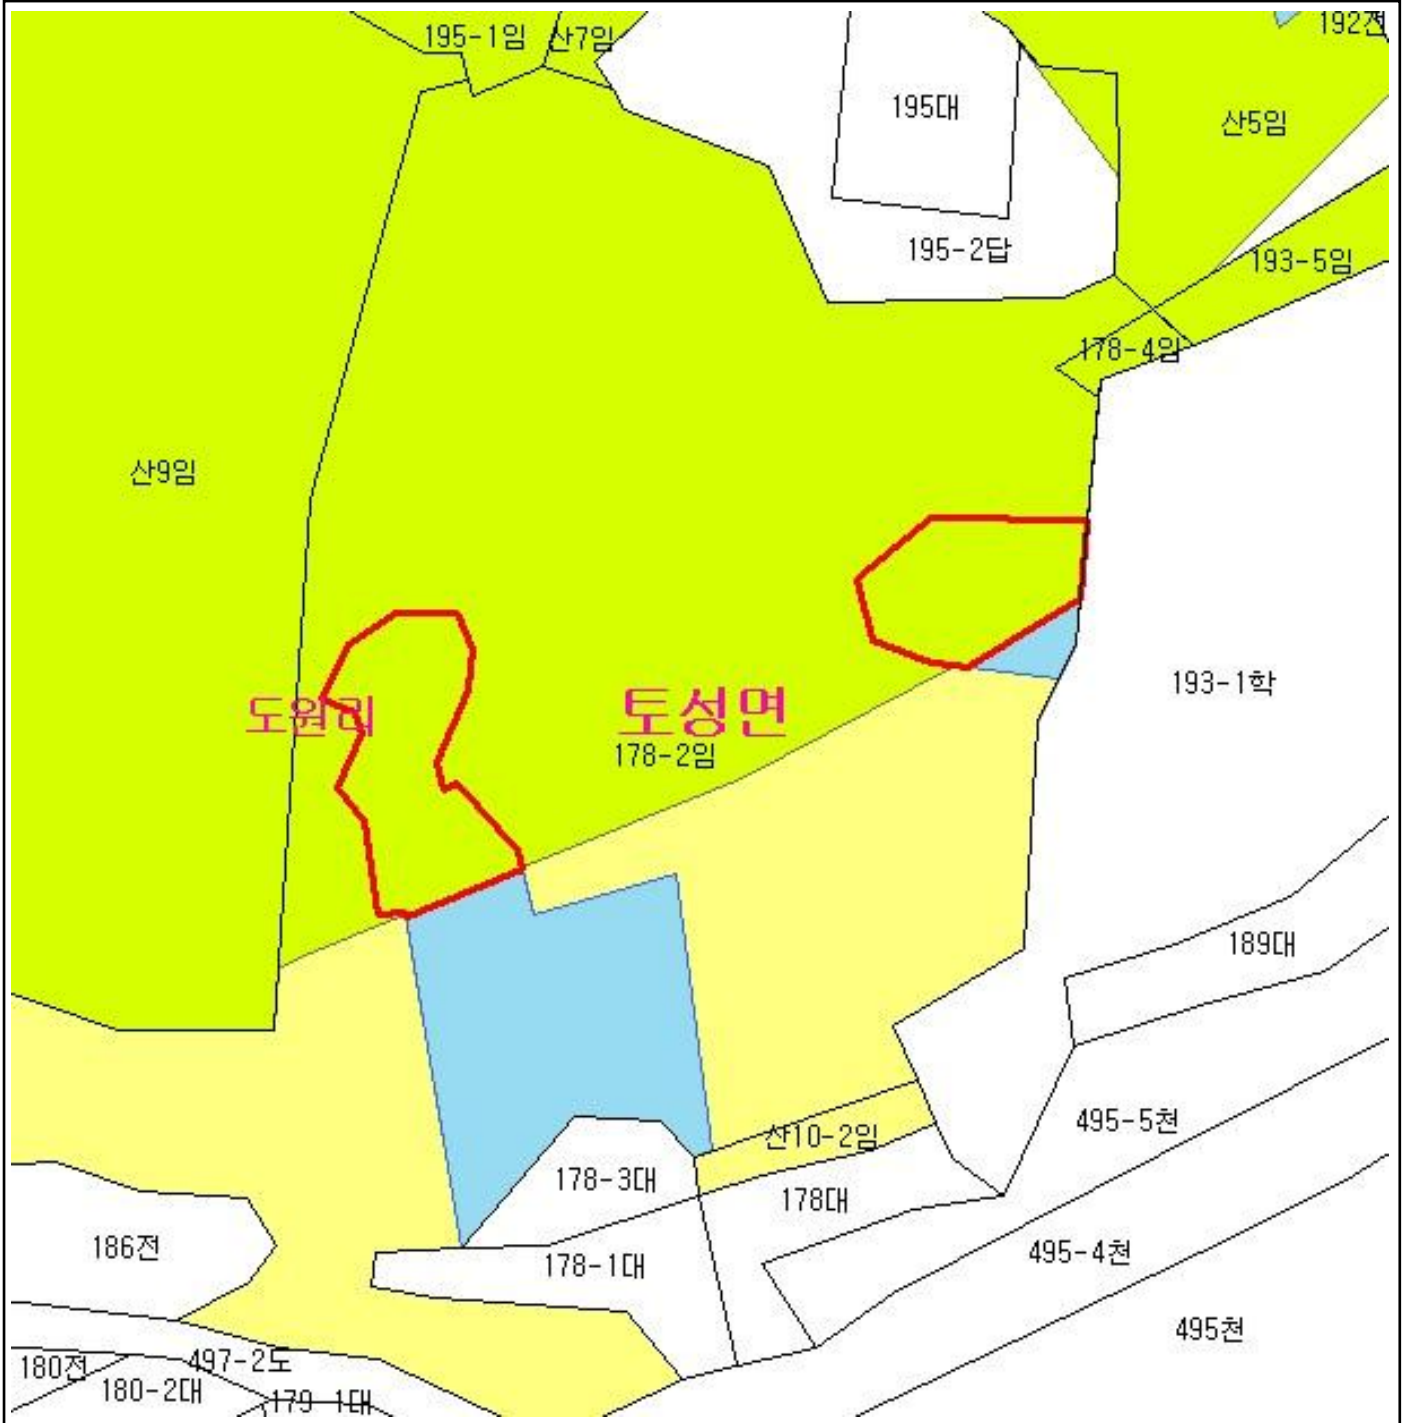 192전
195-1임
산7임
195대
산5임
195-2답
193-5임
178-4임
산9임
193-1학
도원리
토성면
178-2임
189대
495-5천
산10-2임
178-3대
178대
186전
178-1대
495-4천
495천
180전
497-2도
180-2대
179-1대